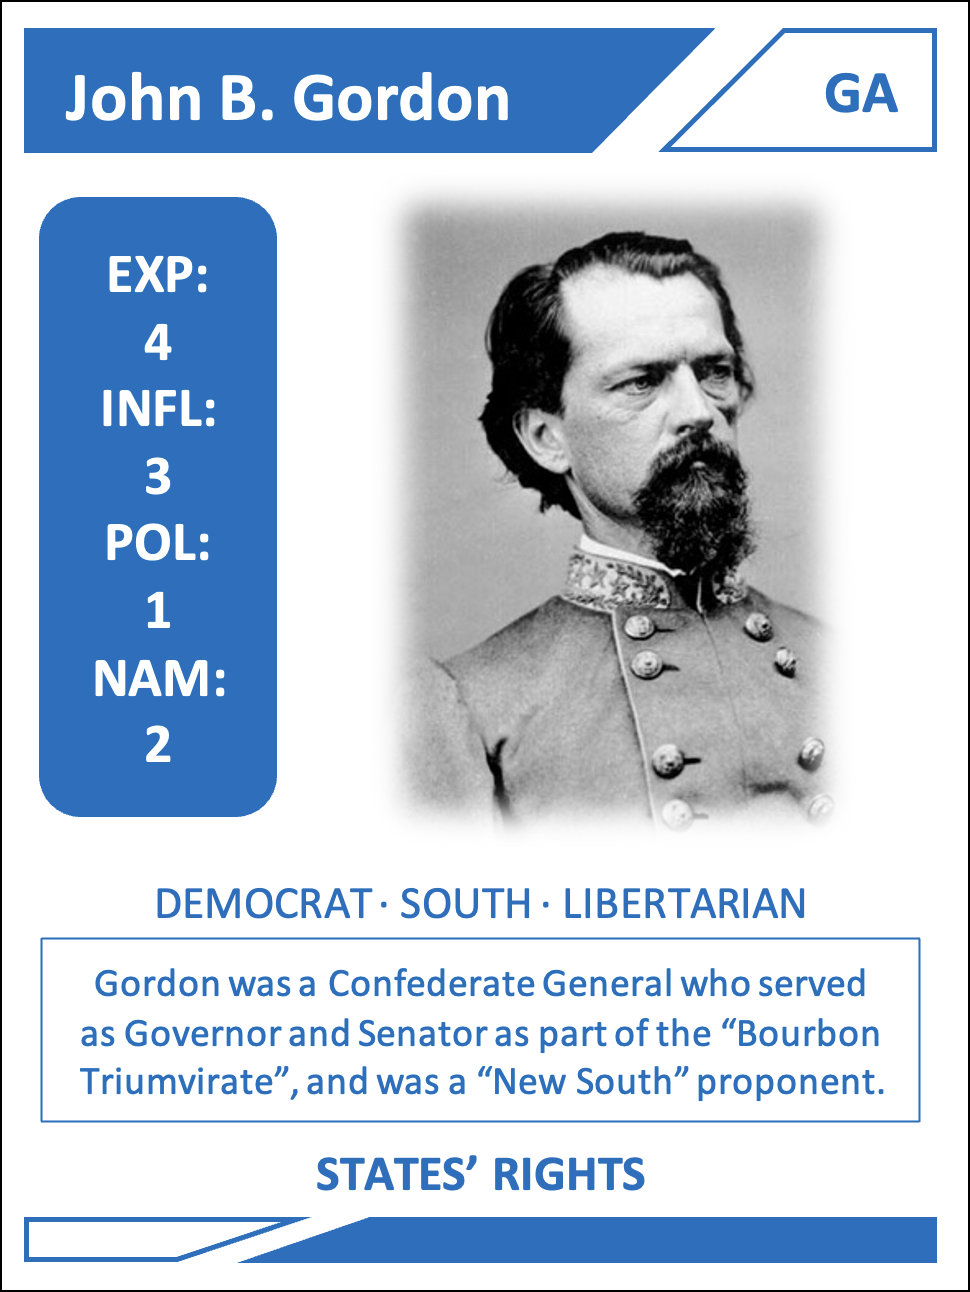 John B. Gordon
GA
EXP:
4
INFL:
3
POL:
1
NAM:
2
DEMOCRAT · SOUTH · LIBERTARIAN
Gordon was a Confederate General who served
as Governor and Senator as part of the “Bourbon
Triumvirate”, and was a “New South” proponent.
STATES’ RIGHTS